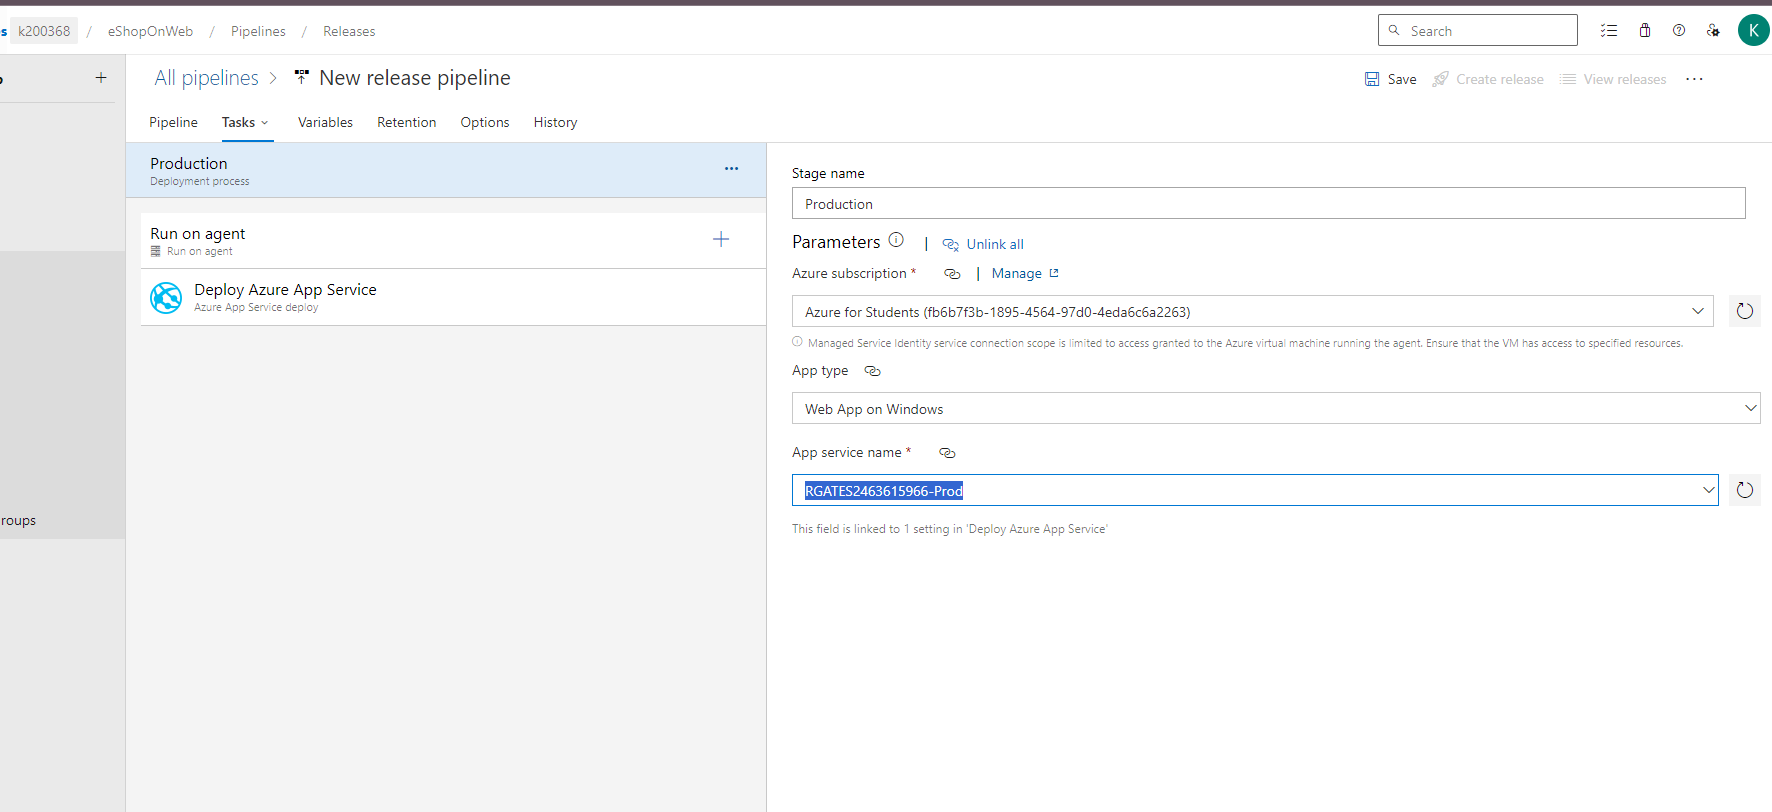 k200368 / eShopOnWeb / Pipelines / Releases
Search
K
All pipelines > New release pipeline
Save Create release View releases ...
Pipeline Tasks Variables Retention Options History
Production
Deployment process
...
Run on agent
Run on agent
Deploy Azure App Service
Azure App Service deploy
roups
Stage name
Production
Parameters | Unlink all
Azure subscription * | Manage
Azure for Students (fb6b7f3b-1895-4564-97d0-4eda6c6a2263)
Managed Service Identity service connection scope is limited to access granted to the Azure virtual machine running the agent. Ensure that the VM has access to specified resources.
App type
Web App on Windows
App service name *
RGATES2463615966-Prod
This field is linked to 1 setting in 'Deploy Azure App Service'